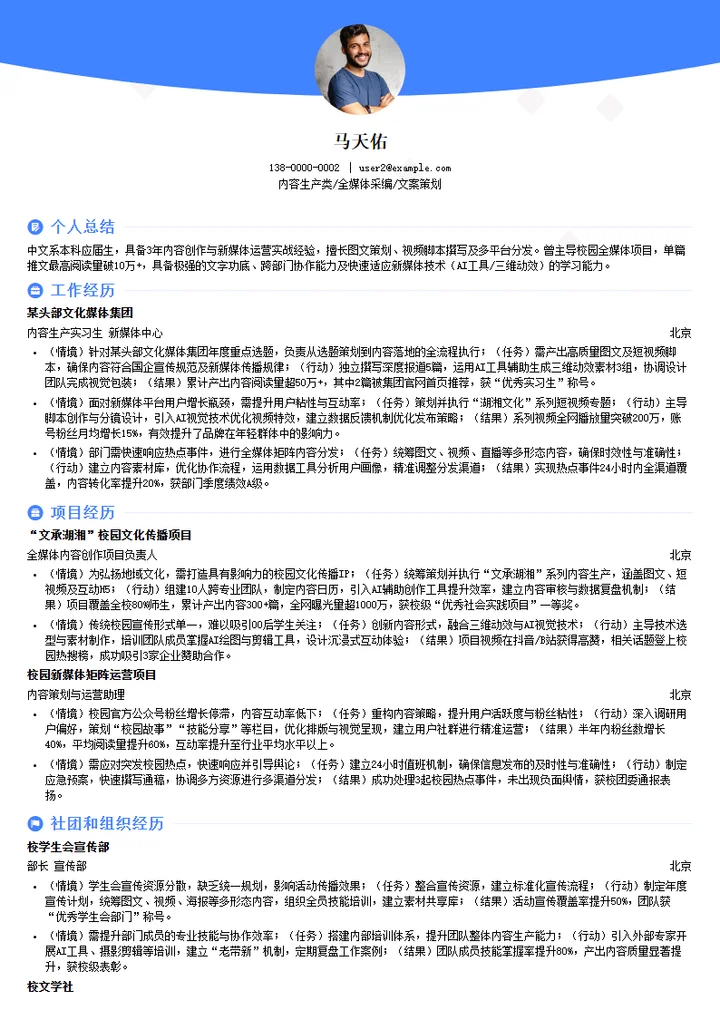 马天佑
138-0000-0002 | user2@example.com
内容生产类/全媒体采编/文案策划
个人总结
中文系本科应届生，具备3年内容创作与新媒体运营实战经验，擅长图文策划、视频脚本撰写及多平台分发。曾主导校园全媒体项目，单篇
推文最高阅读量破10万+，具备极强的文字功底、跨部门协作能力及快速适应新媒体技术（AI工具/三维动效）的学习能力。
工作经历
某头部文化媒体集团
内容生产实习生 新媒体中心 北京
• （情境）针对某头部文化媒体集团年度重点选题，负责从选题策划到内容落地的全流程执行；（任务）需产出高质量图文及短视频脚
本，确保内容符合国企宣传规范及新媒体传播规律；（行动）独立撰写深度报道5篇，运用AI工具辅助生成三维动效素材3组，协调设计
团队完成视觉包装；（结果）累计产出内容阅读量超50万+，其中2篇被集团官网首页推荐，获“优秀实习生”称号。
• （情境）面对新媒体平台用户增长瓶颈，需提升用户粘性与互动率；（任务）策划并执行“湖湘文化”系列短视频专题；（行动）主导
脚本创作与分镜设计，引入AI视觉技术优化视频特效，建立数据反馈机制优化发布策略；（结果）系列视频全网播放量突破200万，账
号粉丝月均增长15%，有效提升了品牌在年轻群体中的影响力。
• （情境）部门需快速响应热点事件，进行全媒体矩阵内容分发；（任务）统筹图文、视频、直播等多形态内容，确保时效性与准确性；
（行动）建立内容素材库，优化协作流程，运用数据工具分析用户画像，精准调整分发渠道；（结果）实现热点事件24小时内全渠道覆
盖，内容转化率提升20%，获部门季度绩效A级。
项目经历
“文承湖湘”校园文化传播项目
全媒体内容创作项目负责人 北京
• （情境）为弘扬地域文化，需打造具有影响力的校园文化传播IP；（任务）统筹策划并执行“文承湖湘”系列内容生产，涵盖图文、短
视频及互动H5；（行动）组建10人跨专业团队，制定内容日历，引入AI辅助创作工具提升效率，建立内容审核与数据复盘机制；（结
果）项目覆盖全校80%师生，累计产出内容300+篇，全网曝光量超1000万，获校级“优秀社会实践项目”一等奖。
• （情境）传统校园宣传形式单一，难以吸引00后学生关注；（任务）创新内容形式，融合三维动效与AI视觉技术；（行动）主导技术选
型与素材制作，培训团队成员掌握AI绘图与剪辑工具，设计沉浸式互动体验；（结果）项目视频在抖音/B站获得高赞，相关话题登上校
园热搜榜，成功吸引3家企业赞助合作。
校园新媒体矩阵运营项目
内容策划与运营助理 北京
• （情境）校园官方公众号粉丝增长停滞，内容互动率低下；（任务）重构内容策略，提升用户活跃度与粉丝粘性；（行动）深入调研用
户偏好，策划“校园故事”“技能分享”等栏目，优化排版与视觉呈现，建立用户社群进行精准运营；（结果）半年内粉丝数增长
40%，平均阅读量提升60%，互动率提升至行业平均水平以上。
• （情境）需应对突发校园热点，快速响应并引导舆论；（任务）建立24小时值班机制，确保信息发布的及时性与准确性；（行动）制定
应急预案，快速撰写通稿，协调多方资源进行多渠道分发；（结果）成功处理3起校园热点事件，未出现负面舆情，获校团委通报表
扬。
社团和组织经历
校学生会宣传部
部长 宣传部 北京
• （情境）学生会宣传资源分散，缺乏统一规划，影响活动传播效果；（任务）整合宣传资源，建立标准化宣传流程；（行动）制定年度
宣传计划，统筹图文、视频、海报等多形态内容，组织全员技能培训，建立素材共享库；（结果）活动宣传覆盖率提升50%，团队获
“优秀学生会部门”称号。
• （情境）需提升部门成员的专业技能与协作效率；（任务）搭建内部培训体系，提升团队整体内容生产能力；（行动）引入外部专家开
展AI工具、摄影剪辑等培训，建立“老带新”机制，定期复盘工作案例；（结果）团队成员技能掌握率提升80%，产出内容质量显著提
升，获校级表彰。
校文学社